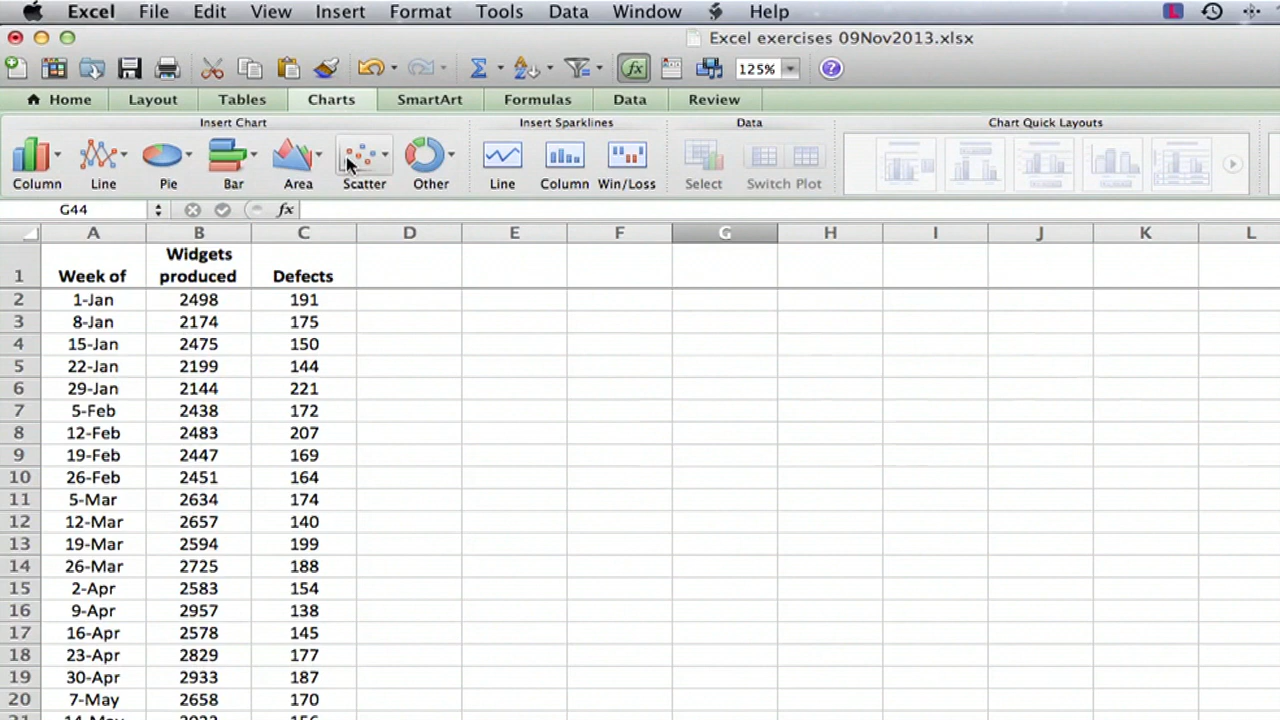 Excel File Edit View Insert Format Tools Data Window Help
Excel exercises 09Nov2013.xlsx
Σ fx 125% ?
Home Layout Tables Charts SmartArt Formulas Data Review
Insert Chart Insert Sparklines Data Chart Quick Layouts
Column Line Pie Bar Area Scatter Other Line Column Win/Loss Select Switch Plot
G44 fx
A B C D E F G H I J K L
Widgets
1 Week of produced Defects
2 1-Jan 2498 191
3 8-Jan 2174 175
4 15-Jan 2475 150
5 22-Jan 2199 144
6 29-Jan 2144 221
7 5-Feb 2438 172
8 12-Feb 2483 207
9 19-Feb 2447 169
10 26-Feb 2451 164
11 5-Mar 2634 174
12 12-Mar 2657 140
13 19-Mar 2594 199
14 26-Mar 2725 188
15 2-Apr 2583 154
16 9-Apr 2957 138
17 16-Apr 2578 145
18 23-Apr 2829 177
19 30-Apr 2933 187
20 7-May 2658 170